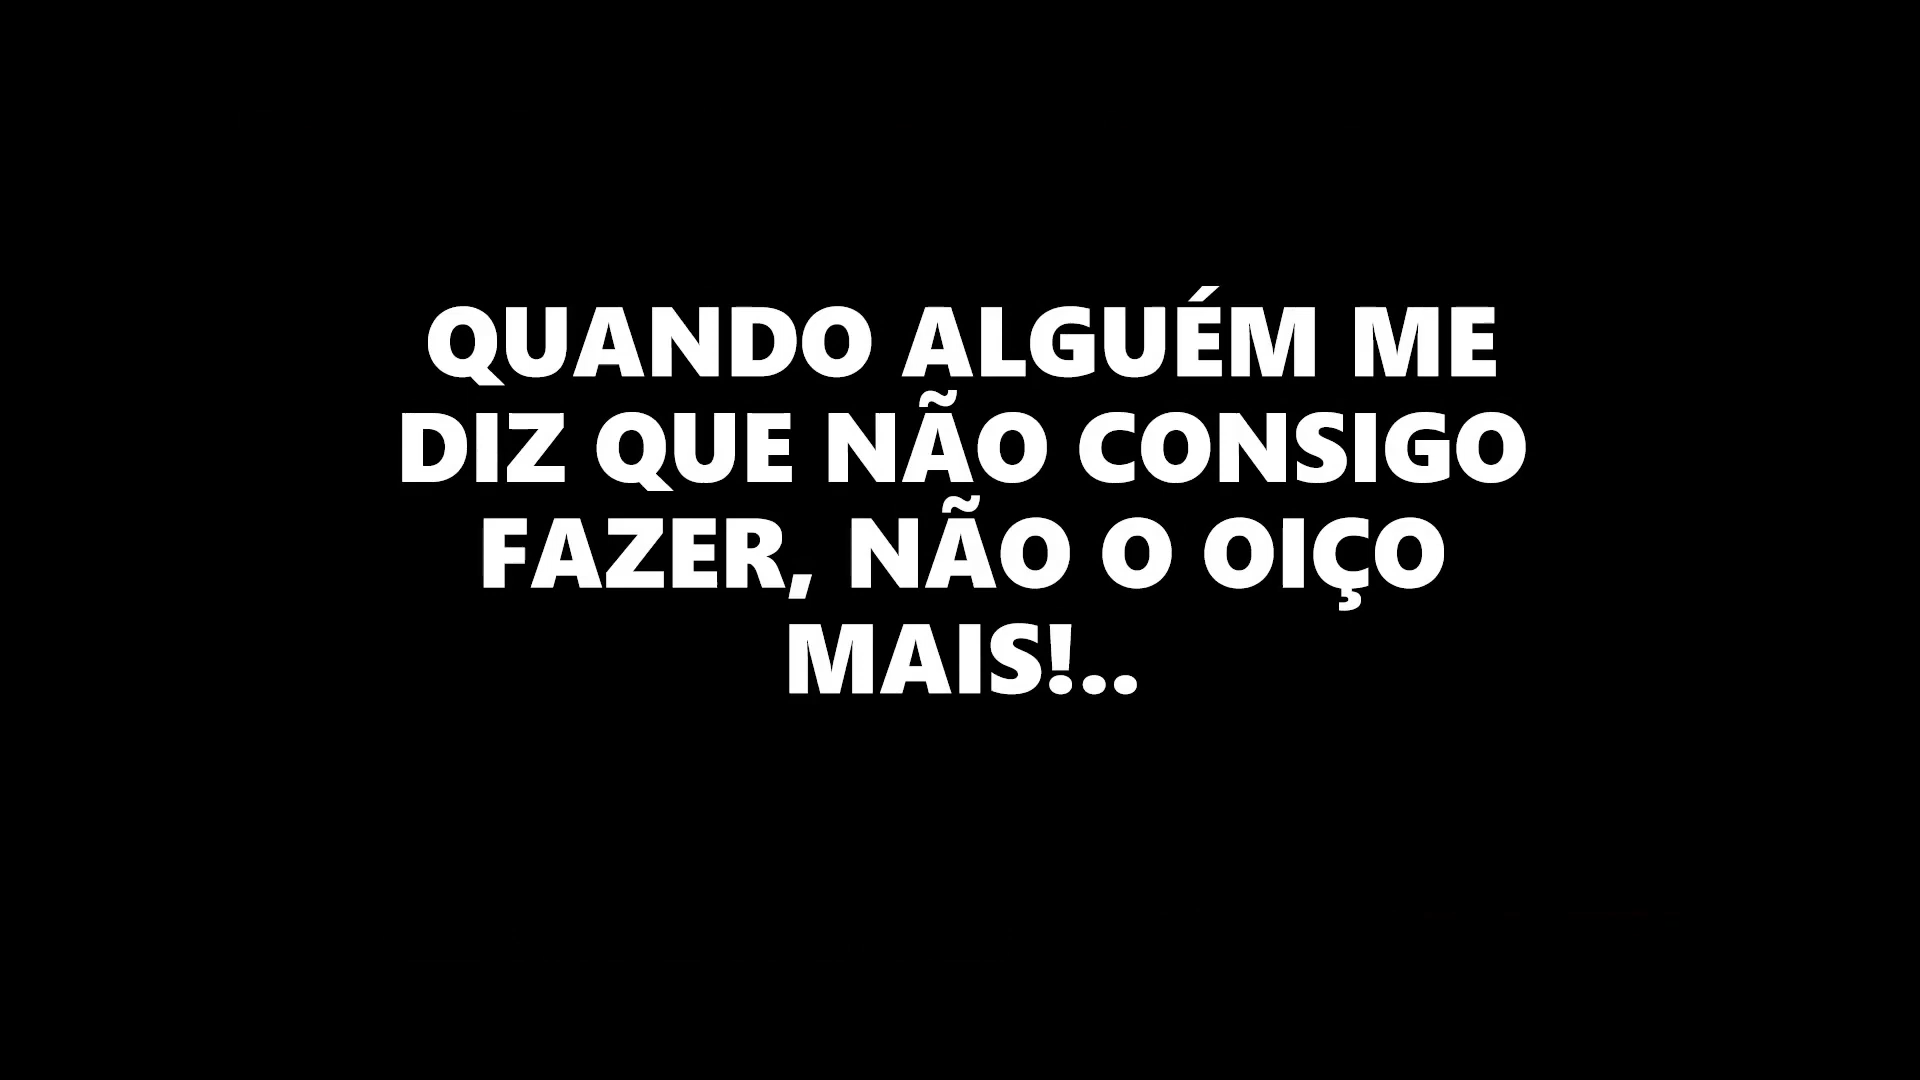 QUANDO ALGUÉM ME
DIZ QUE NÃO CONSIGO
FAZER, NÃO O OIÇO
MAIS!..